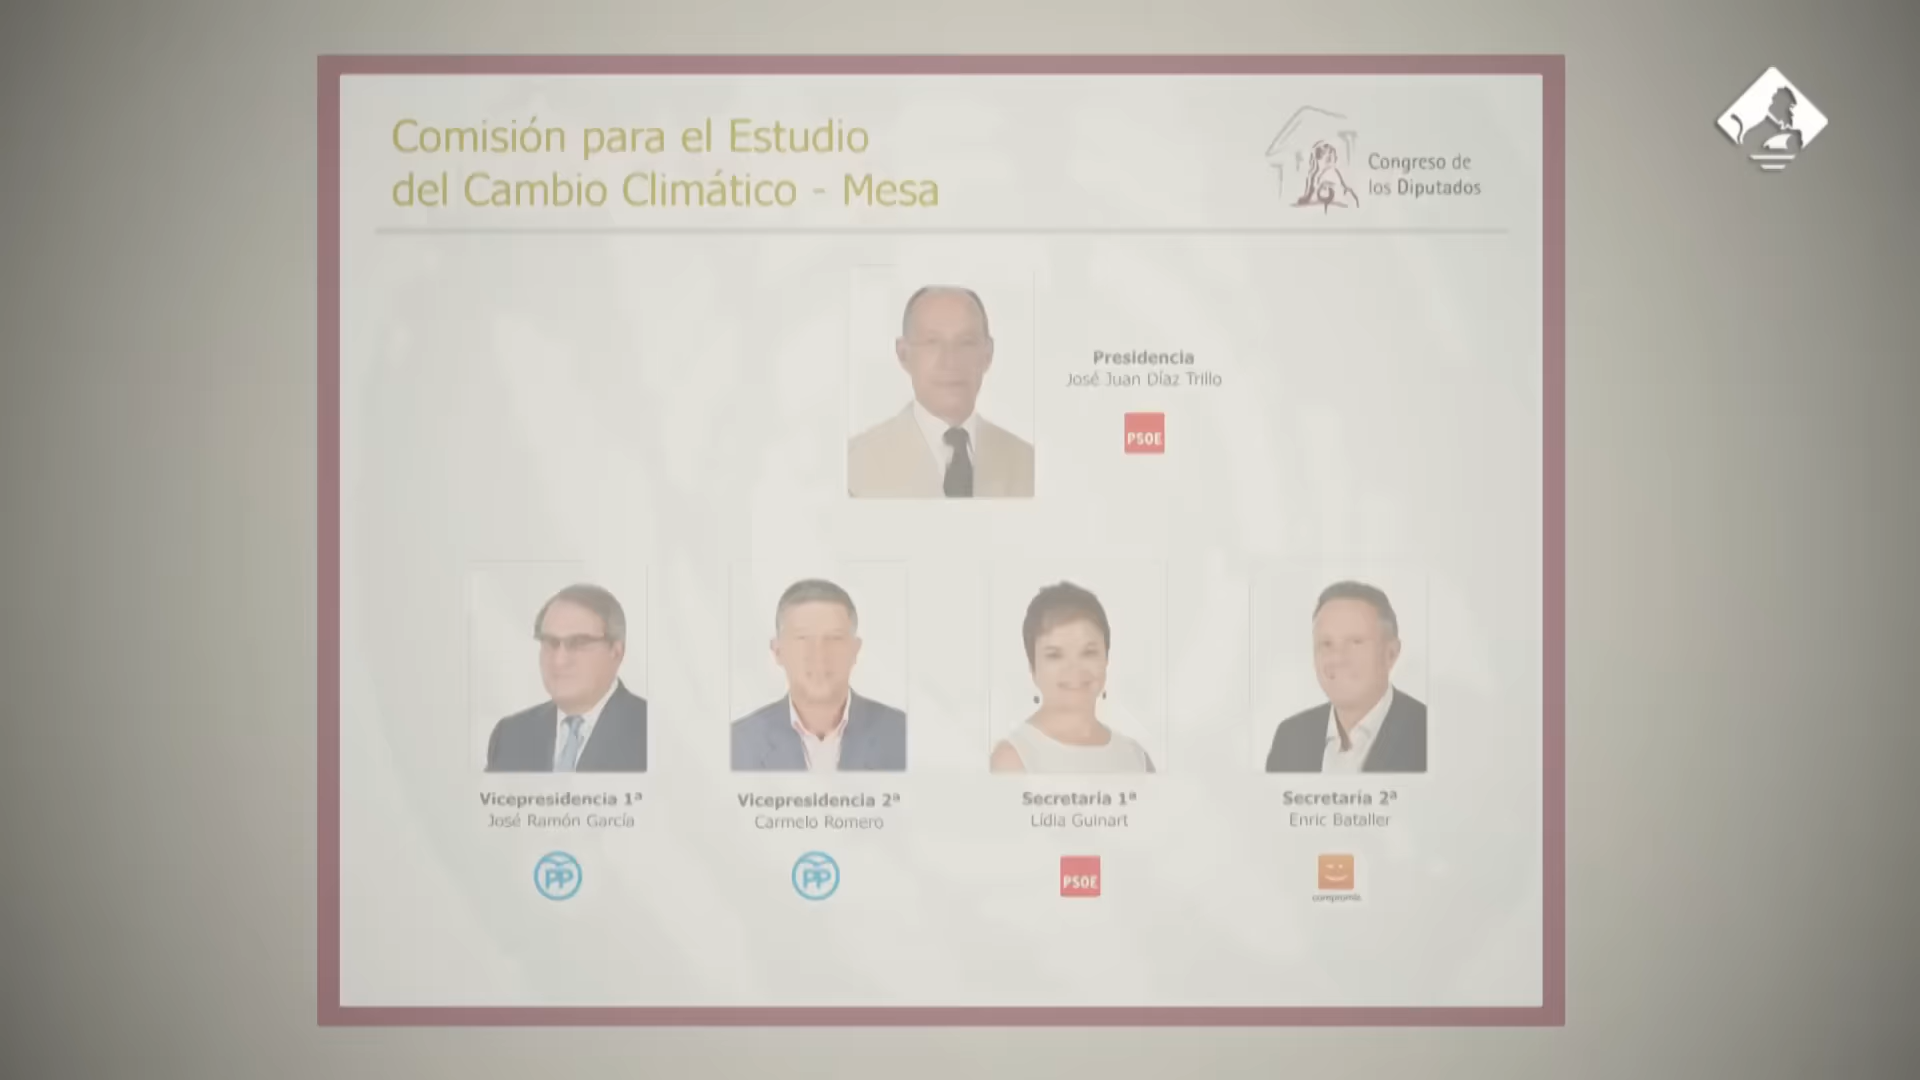 Comisión para el Estudio
del Cambio Climático - Mesa
Congreso de
los Diputados
Presidencia
José Juan Díaz Trillo
PSOE
Vicepresidencia 1ª
José Ramón García
PP
Vicepresidencia 2ª
Carmelo Romero
PP
Secretaria 1ª
Lídia Guinart
PSOE
Secretaría 2ª
Enric Bataller
compromís